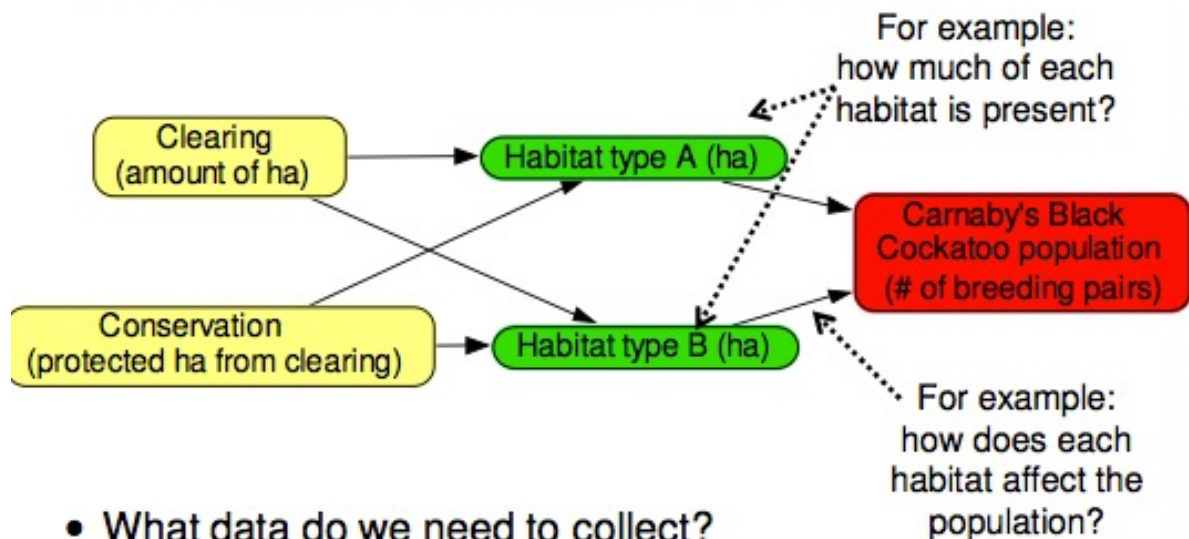 For example:
how much of each
habitat is present?
Clearing
(amount of ha)
Habitat type A (ha)
Carnaby's Black
Cockatoo population
(# of breeding pairs)
Conservation
(protected ha from clearing)
Habitat type B (ha)
For example:
how does each
habitat affect the
population?
• What data do we need to collect?